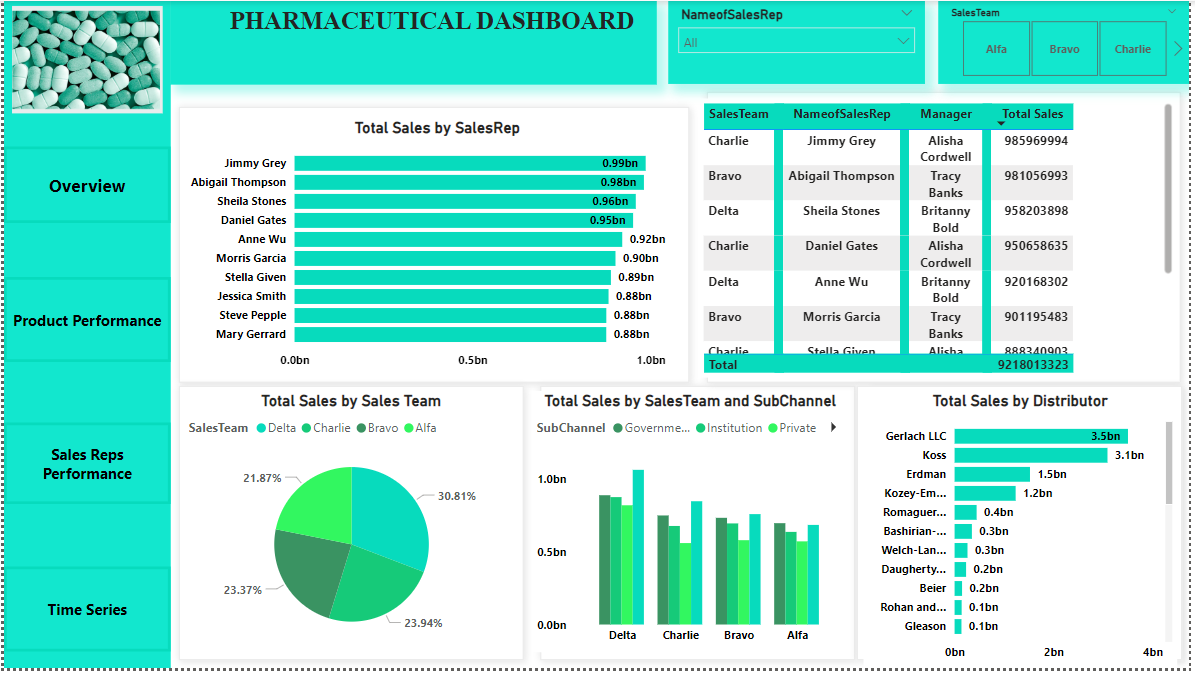 PHARMACEUTICAL DASHBOARD
NameofSalesRep
All
SalesTeam
Alfa
Bravo
Charlie
Overview
Product Performance
Sales Reps
Performance
Time Series
Total Sales by SalesRep
Jimmy Grey 0.99bn
Abigail Thompson 0.98bn
Sheila Stones 0.96bn
Daniel Gates 0.95bn
Anne Wu 0.92bn
Morris Garcia 0.90bn
Stella Given 0.89bn
Jessica Smith 0.88bn
Steve Pepple 0.88bn
Mary Gerrard 0.88bn
0.0bn 0.5bn 1.0bn
SalesTeam NameofSalesRep Manager Total Sales
Charlie Jimmy Grey Alisha 985969994
Cordwell
Bravo Abigail Thompson Tracy 981056993
Banks
Delta Sheila Stones Britanny 958203898
Bold
Charlie Daniel Gates Alisha 950658635
Cordwell
Delta Anne Wu Britanny 920168302
Bold
Bravo Morris Garcia Tracy 901195483
Banks
Charlie Stella Given Alisha 888340903
Total 9218013323
Total Sales by Sales Team
SalesTeam Delta Charlie Bravo Alfa
21.87%
30.81%
23.37%
23.94%
Total Sales by SalesTeam and SubChannel
SubChannel Governme... Institution Private
1.0bn
0.5bn
0.0bn
Delta Charlie Bravo Alfa
Total Sales by Distributor
Gerlach LLC 3.5bn
Koss 3.1bn
Erdman 1.5bn
Kozey-Em... 1.2bn
Romaguer... 0.4bn
Bashirian-... 0.3bn
Welch-Lan... 0.3bn
Daugherty... 0.2bn
Beier 0.2bn
Rohan and... 0.1bn
Gleason 0.1bn
0bn 2bn 4bn